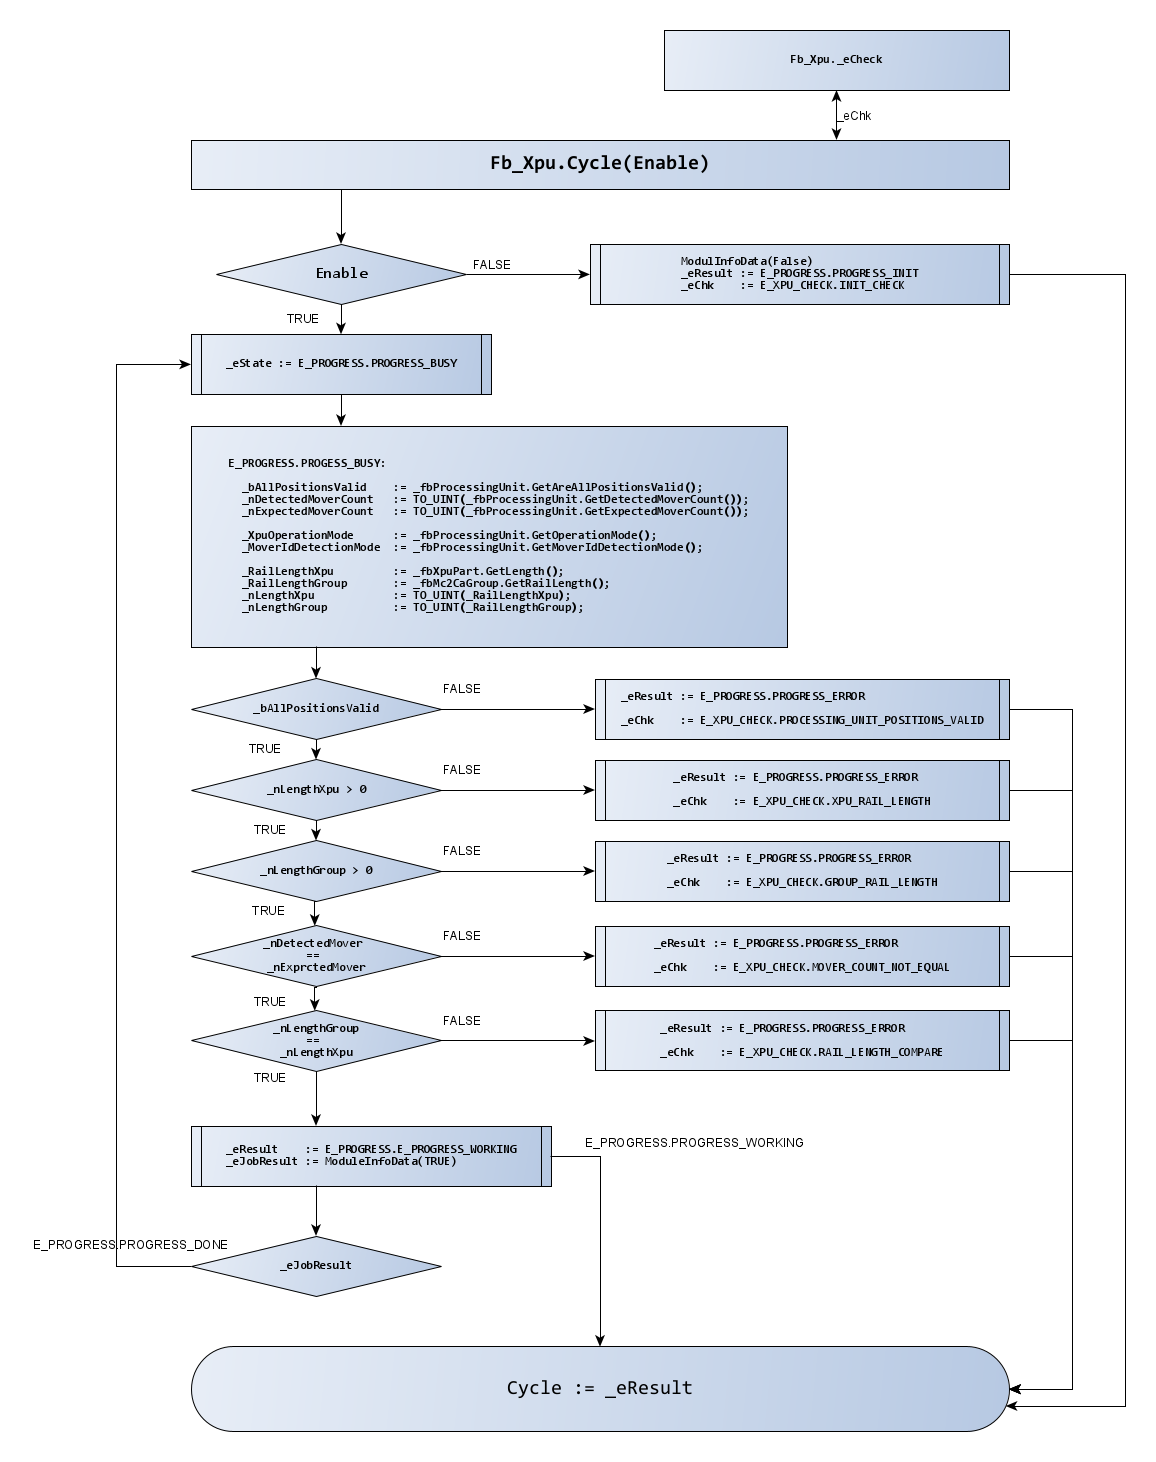 Fb_Xpu._eCheck
_eChk
Fb_Xpu.Cycle(Enable)
Enable
FALSE
ModulInfoData(False)
_eResult := E_PROGRESS.PROGRESS_INIT
_eChk    := E_XPU_CHECK.INIT_CHECK
TRUE
_eState := E_PROGRESS.PROGRESS_BUSY
E_PROGRESS.PROGESS_BUSY:
_bAllPositionsValid    := _fbProcessingUnit.GetAreAllPositionsValid();
_nDetectedMoverCount   := TO_UINT(_fbProcessingUnit.GetDetectedMoverCount());
_nExpectedMoverCount   := TO_UINT(_fbProcessingUnit.GetExpectedMoverCount());
_XpuOperationMode      := _fbProcessingUnit.GetOperationMode();
_MoverIdDetectionMode  := _fbProcessingUnit.GetMoverIdDetectionMode();
_RailLengthXpu         := _fbXpuPart.GetLength();
_RailLengthGroup       := _fbMc2CaGroup.GetRailLength();
_nLengthXpu            := TO_UINT(_RailLengthXpu);
_nLengthGroup          := TO_UINT(_RailLengthGroup);
_bAllPositionsValid
FALSE
_eResult := E_PROGRESS.PROGRESS_ERROR
_eChk    := E_XPU_CHECK.PROCESSING_UNIT_POSITIONS_VALID
TRUE
_nLengthXpu > 0
FALSE
_eResult := E_PROGRESS.PROGRESS_ERROR
_eChk    := E_XPU_CHECK.XPU_RAIL_LENGTH
TRUE
_nLengthGroup > 0
FALSE
_eResult := E_PROGRESS.PROGRESS_ERROR
_eChk    := E_XPU_CHECK.GROUP_RAIL_LENGTH
TRUE
_nDetectedMover
==
_nExprctedMover
FALSE
_eResult := E_PROGRESS.PROGRESS_ERROR
_eChk    := E_XPU_CHECK.MOVER_COUNT_NOT_EQUAL
TRUE
_nLengthGroup
==
_nLengthXpu
FALSE
_eResult := E_PROGRESS.PROGRESS_ERROR
_eChk    := E_XPU_CHECK.RAIL_LENGTH_COMPARE
TRUE
_eResult    := E_PROGRESS.E_PROGRESS_WORKING
_eJobResult := ModuleInfoData(TRUE)
E_PROGRESS.PROGRESS_WORKING
E_PROGRESS.PROGRESS_DONE
_eJobResult
Cycle := _eResult